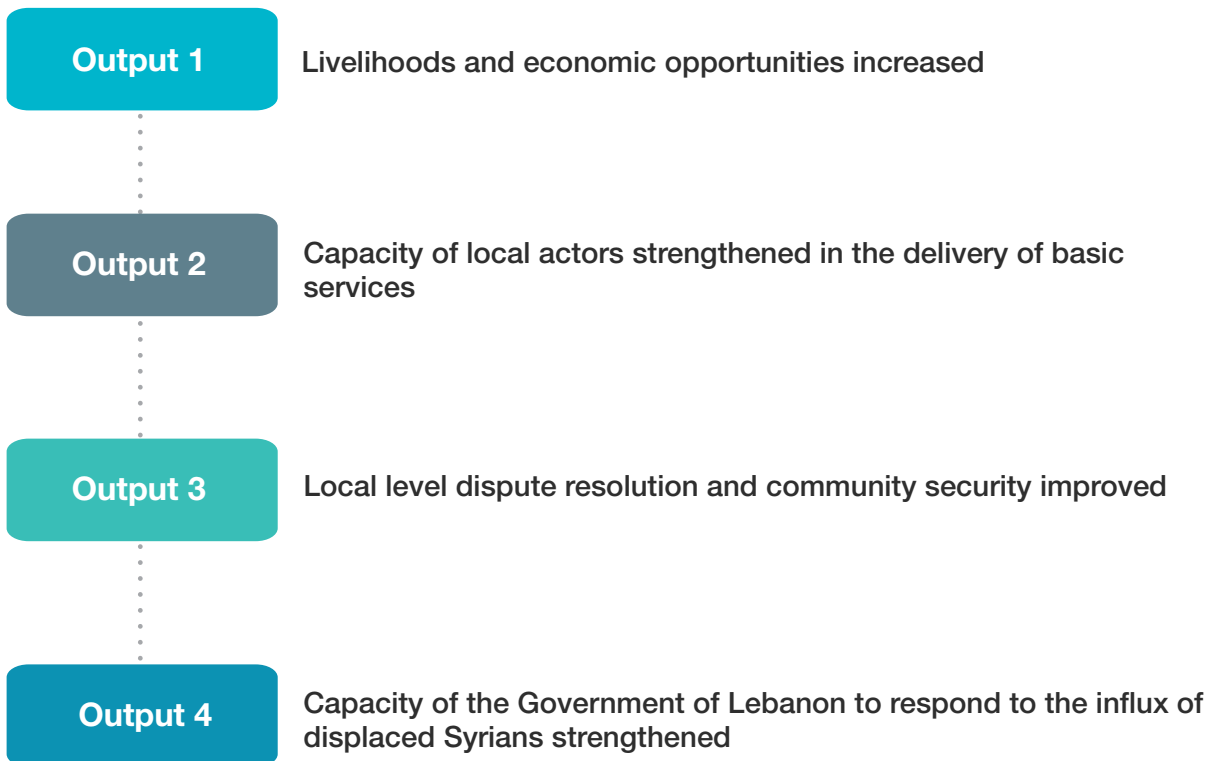 Output 1
Livelihoods and economic opportunities increased
Output 2
Capacity of local actors strengthened in the delivery of basic
services
Output 3
Local level dispute resolution and community security improved
Output 4
Capacity of the Government of Lebanon to respond to the influx of
displaced Syrians strengthened